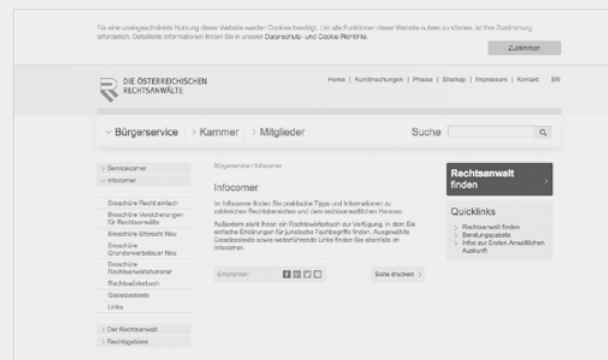 Für eine uneingeschränkte Nutzung dieser Website werden Cookies benötigt. Um alle Funktionen dieser Website nutzen zu können, ist Ihre Zustimmung
erforderlich. Detaillierte Informationen finden Sie in unserer Datenschutz- und Cookie-Richtlinie.
Zustimmen
DIE ÖSTERREICHISCHEN
RECHTSANWÄLTE
Home | Kundmachungen | Presse | Sitemap | Impressum | Kontakt EN
Bürgerservice > Kammer > Mitglieder Suche
> Servicecorner
Infocorner
Broschüre Recht einfach
Broschüre Versicherungen
für Rechtsanwälte
Broschüre Erbrecht Neu
Broschüre
Grunderwerbsteuer Neu
Broschüre
Rechtsanwaltshonorar
Rechtswörterbuch
Gesetzestexte
Links
> Der Rechtsanwalt
> Rechtsgebiete
Bürgerservice / Infocorner
Infocorner
Im Infocorner finden Sie praktische Tipps und Informationen zu
zahlreichen Rechtsbereichen und dem rechtsanwaltlichen Honorar.
Außerdem steht Ihnen ein Rechtswörterbuch zur Verfügung, in dem Sie
einfache Erklärungen für juristische Fachbegriffe finden. Ausgewählte
Gesetzestexte sowie weiterführende Links finden Sie ebenfalls im
Infocorner.
Empfehlen:
Seite drucken >
Rechtsanwalt
finden >
Quicklinks
> Rechtsanwalt finden
> Beratungspakete
> Infos zur Ersten Anwaltlichen
Auskunft